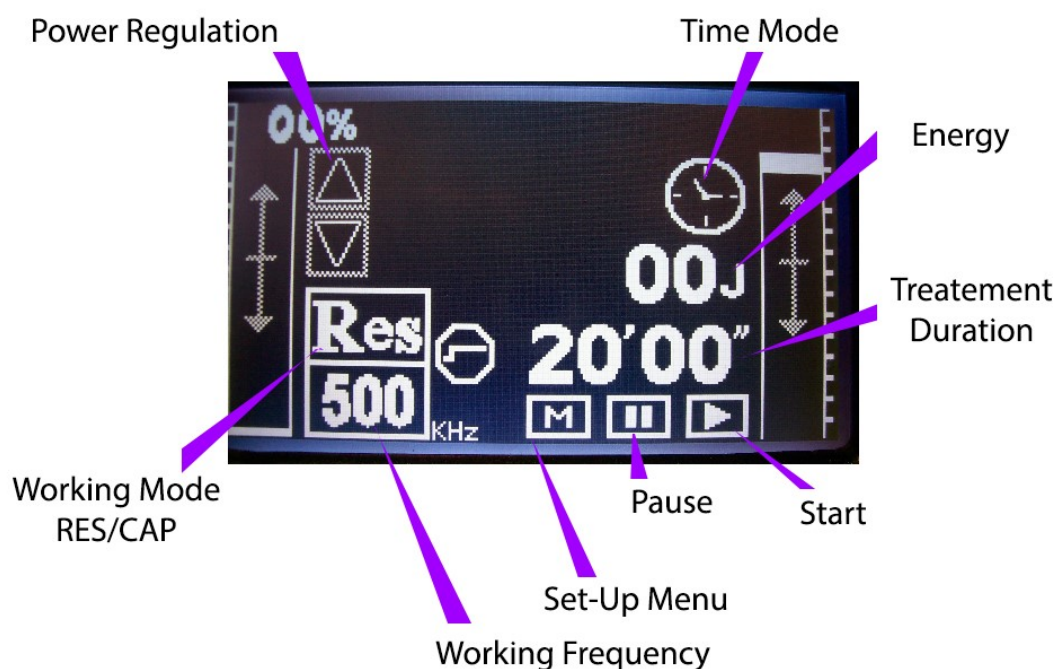 Power Regulation
Time Mode
00%
Energy
00J
Treatement
Duration
Res
20'00"
500
KHz
M
Working Mode
RES/CAP
Pause
Start
Set-Up Menu
Working Frequency